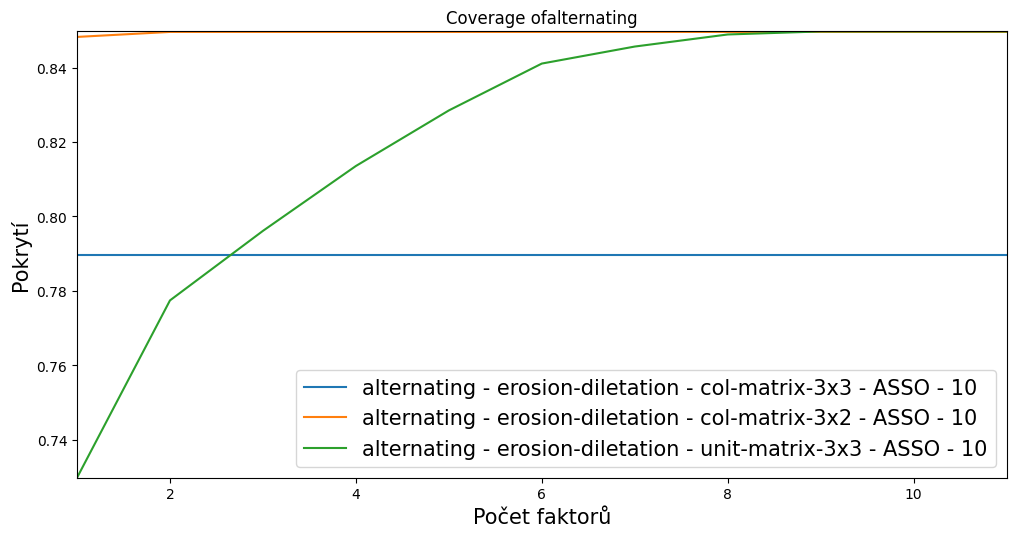 Coverage ofalternating
0.84
0.82
0.80
0.78
0.76
0.74
Pokrytí
alternating - erosion-diletation - col-matrix-3x3 - ASSO - 10
alternating - erosion-diletation - col-matrix-3x2 - ASSO - 10
alternating - erosion-diletation - unit-matrix-3x3 - ASSO - 10
2 4 6 8 10
Počet faktorů